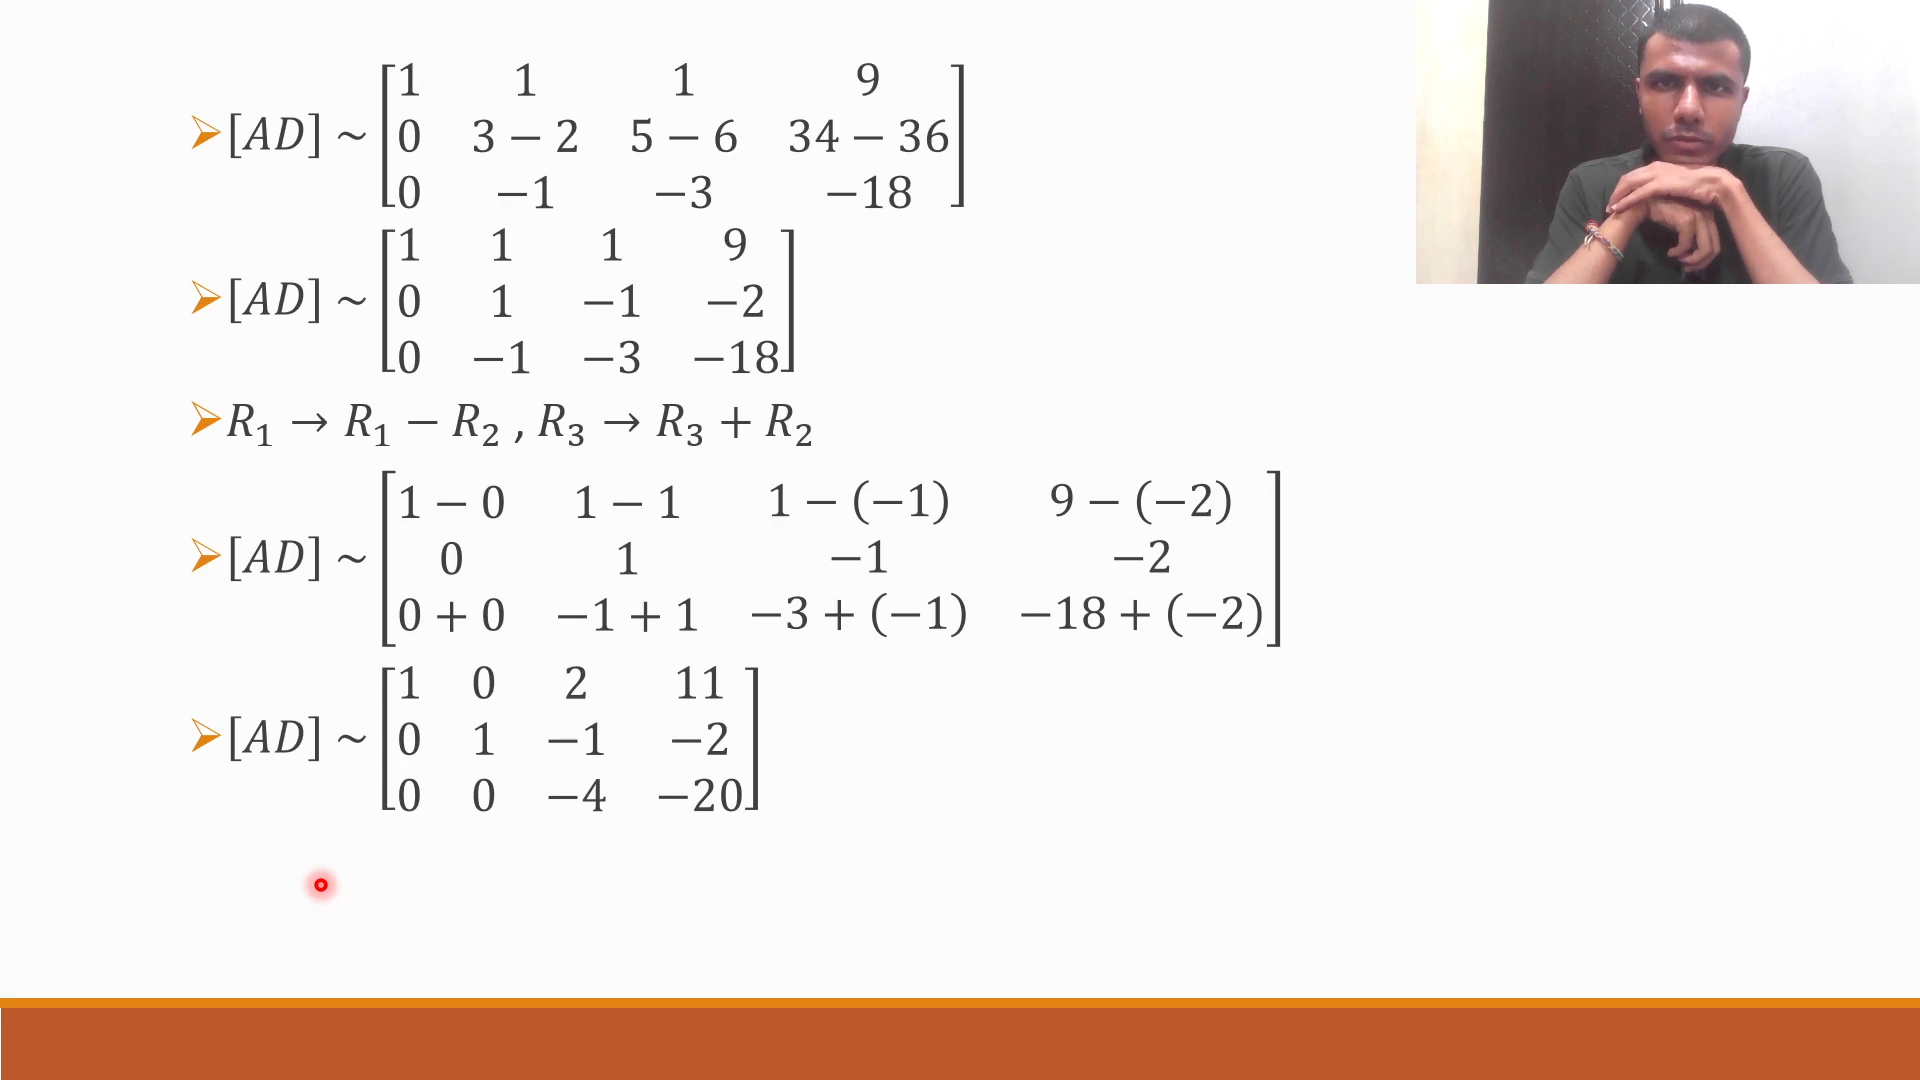 [AD] ~ [1 1 1 9
0 3 − 2 5 − 6 34 − 36
0 −1 −3 −18]
[AD] ~ [1 1 1 9
0 1 −1 −2
0 −1 −3 −18]
R₁ → R₁ − R₂ , R₃ → R₃ + R₂
[AD] ~ [1 − 0 1 − 1 1 − (−1) 9 − (−2)
0 1 −1 −2
0 + 0 −1 + 1 −3 + (−1) −18 + (−2)]
[AD] ~ [1 0 2 11
0 1 −1 −2
0 0 −4 −20]